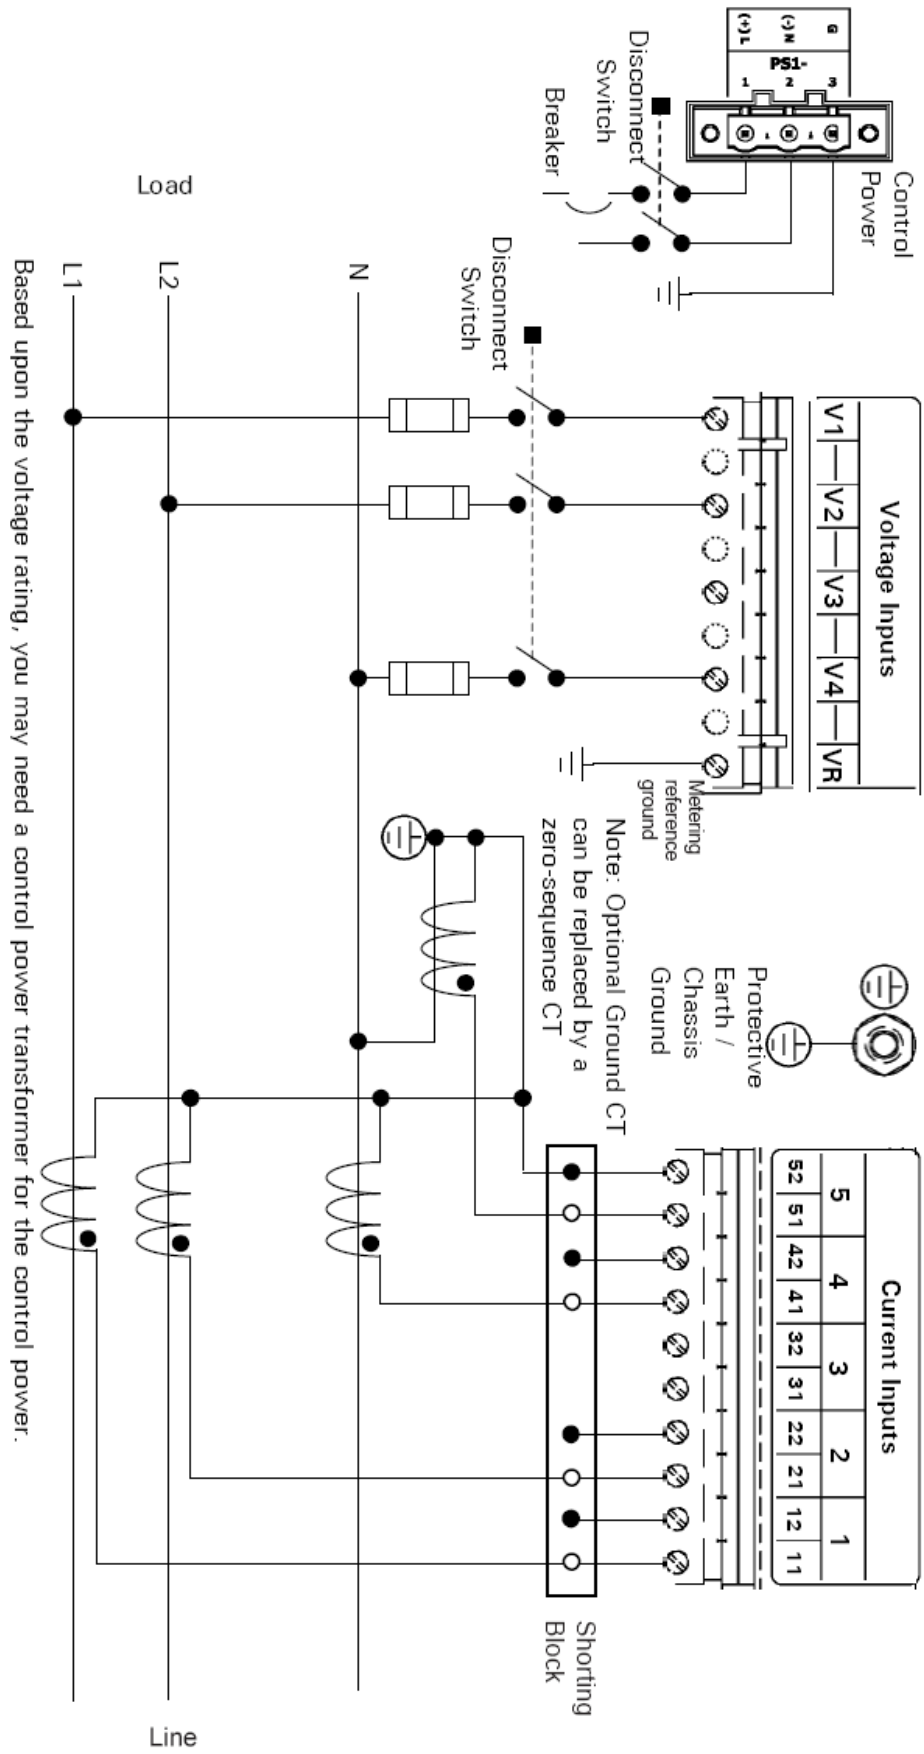 (+) L
(-) N
G
PS1-
1 2 3
Control
Power
Disconnect
Switch
Breaker
Load
L1
L2
N
Disconnect
Switch
Voltage Inputs
V1 V2 V3 V4 VR
Metering
reference
ground
Note: Optional Ground CT
can be replaced by a
zero-sequence CT
Protective
Earth /
Chassis
Ground
Current Inputs
5 4 3 2 1
52 51 42 41 32 31 22 21 12 11
Shorting
Block
Line
Based upon the voltage rating, you may need a control power transformer for the control power.